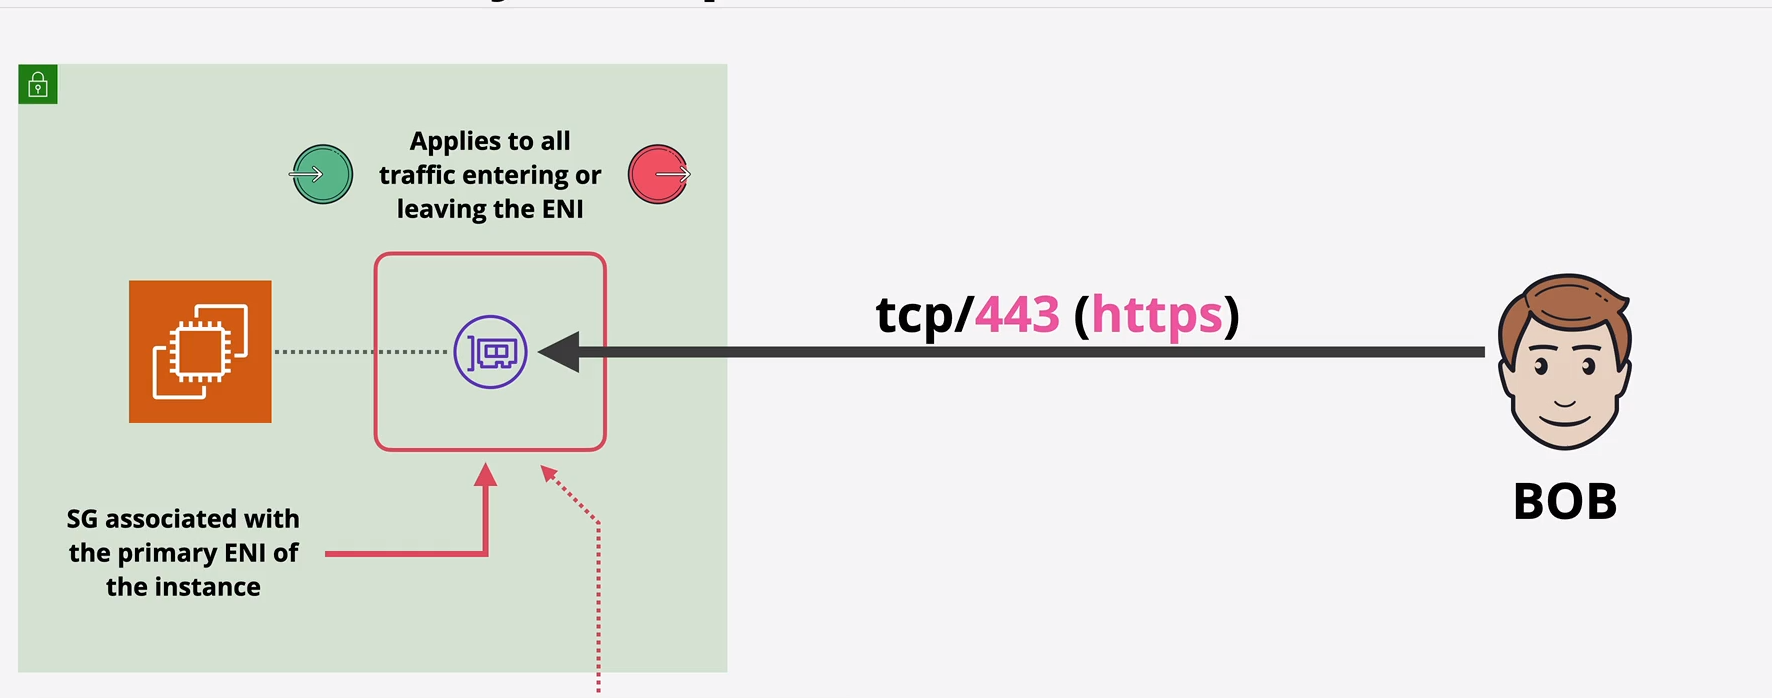 Applies to all
traffic entering or
leaving the ENI
tcp/443 (https)
BOB
SG associated with
the primary ENI of
the instance